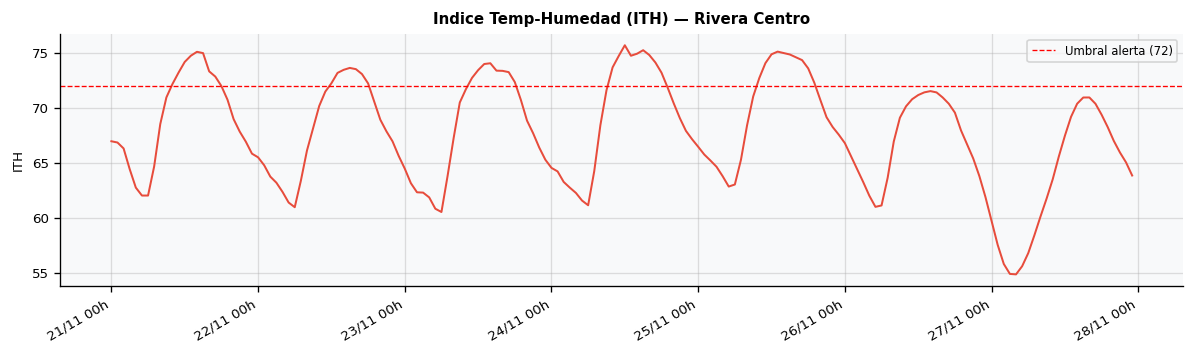 Indice Temp-Humedad (ITH) — Rivera Centro
Umbral alerta (72)
ITH
75
70
65
60
55
21/11 00h
22/11 00h
23/11 00h
24/11 00h
25/11 00h
26/11 00h
27/11 00h
28/11 00h